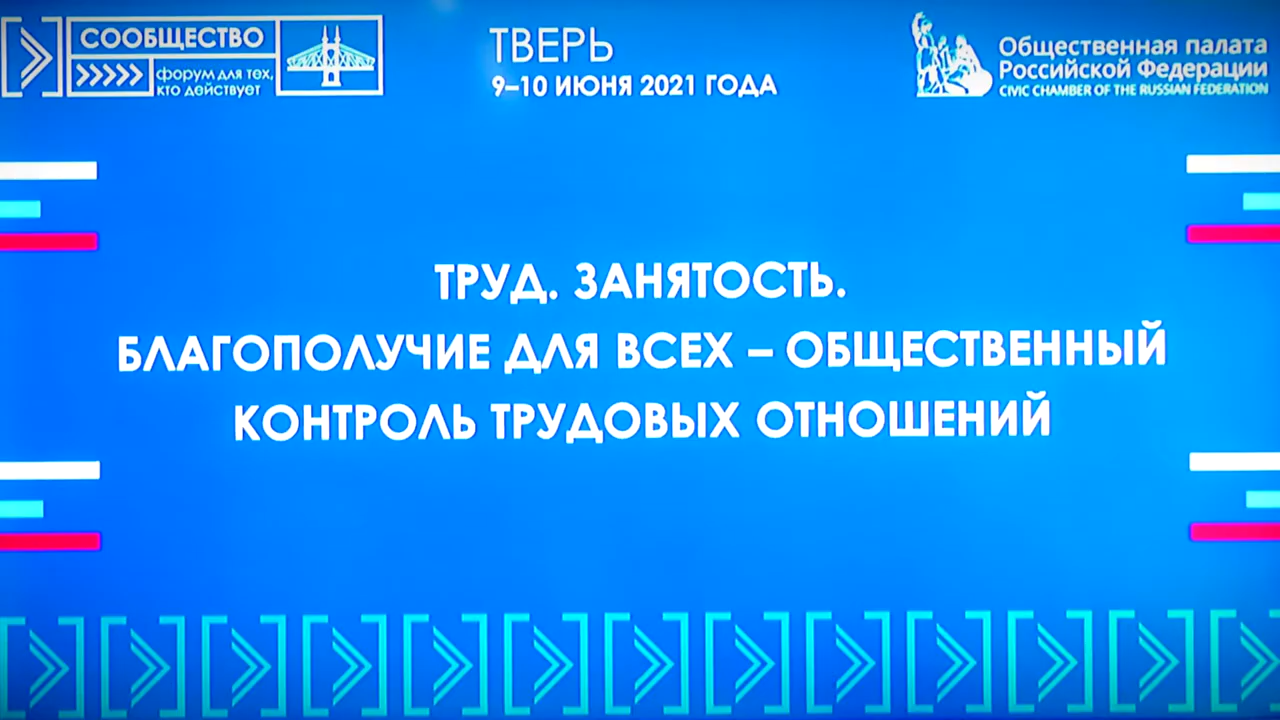 СООБЩЕСТВО
форум для тех,
кто действует
ТВЕРЬ
9–10 ИЮНЯ 2021 ГОДА
Общественная палата
Российской Федерации
CIVIC CHAMBER OF THE RUSSIAN FEDERATION
ТРУД. ЗАНЯТОСТЬ.
БЛАГОПОЛУЧИЕ ДЛЯ ВСЕХ – ОБЩЕСТВЕННЫЙ
КОНТРОЛЬ ТРУДОВЫХ ОТНОШЕНИЙ